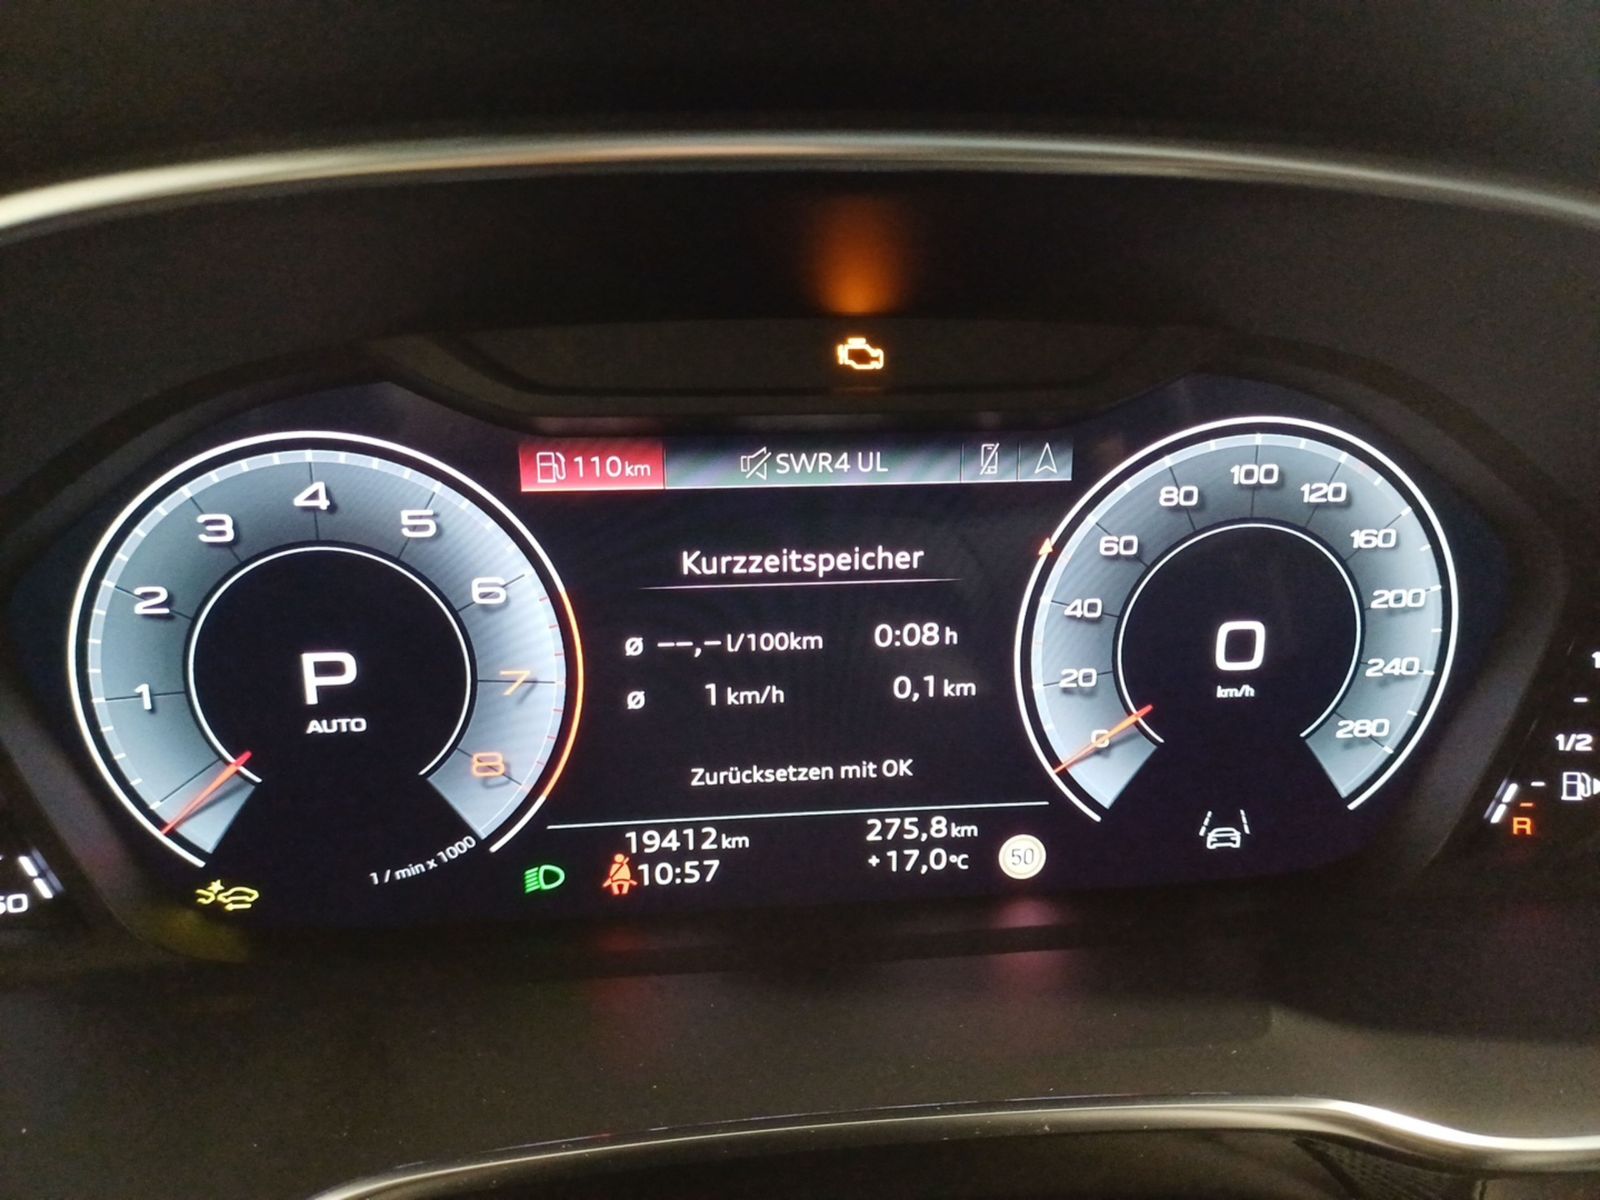 110 km SWR4 UL
Kurzzeitspeicher
ø --,- l/100km 0:08 h
ø 1 km/h 0,1 km
Zurücksetzen mit OK
19412 km 275,8 km
10:57 +17,0 °C
50
1
2
3
4
5
6
7
8
P
AUTO
1 / min x 1000
0
20
40
60
80
100
120
160
200
240
280
0
km/h
1/2
R